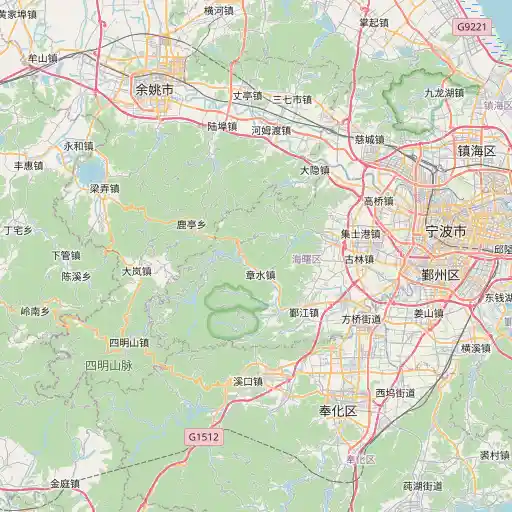 黄家埠镇
横河镇
掌起镇
G9221
牟山镇
余姚市
丈亭镇
三七市镇
九龙湖镇
镇海区
陆埠镇
河姆渡镇
慈城镇
永和镇
镇海区
丰惠镇
大隐镇
梁弄镇
高桥镇
丁宅乡
鹿亭乡
集士港镇
宁波市
下管镇
海曙区
古林镇
邱隘
陈溪乡
大岚镇
章水镇
鄞州区
岭南乡
鄞江镇
方桥街道
姜山镇
东钱湖
四明山镇
横溪镇
四明山脉
溪口镇
西坞街道
奉化区
G1512
奉化区
裘村镇
金庭镇
莼湖街道